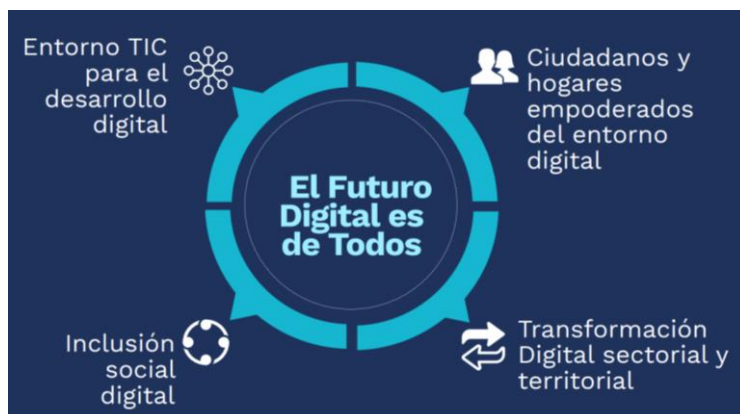 Entorno TIC
para el
desarrollo
digital
Ciudadanos y
hogares
empoderados
del entorno
digital
El Futuro
Digital es
de Todos
Inclusión
social
digital
Transformación
Digital sectorial y
territorial